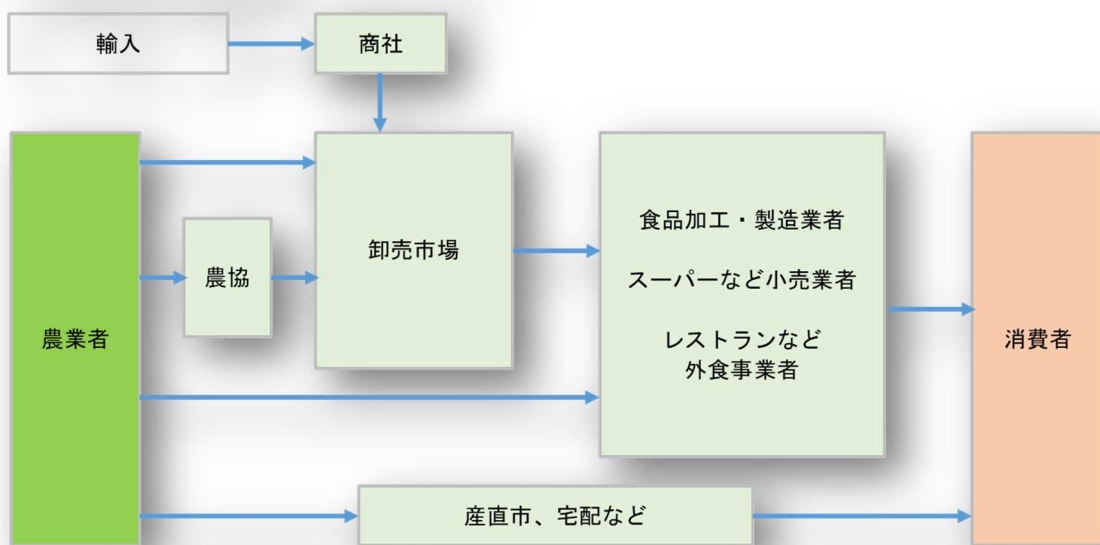 輸入
商社
農業者
農協
卸売市場
食品加工・製造業者
スーパーなど小売業者
レストランなど
外食事業者
消費者
産直市、宅配など